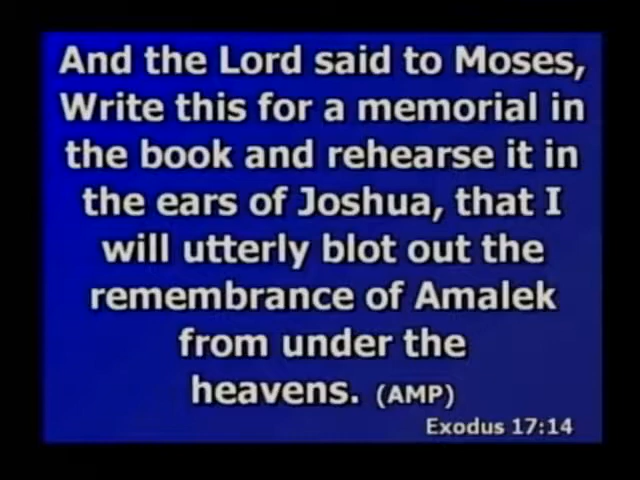 And the Lord said to Moses,
Write this for a memorial in
the book and rehearse it in
the ears of Joshua, that I
will utterly blot out the
remembrance of Amalek
from under the
heavens. (AMP)
Exodus 17:14